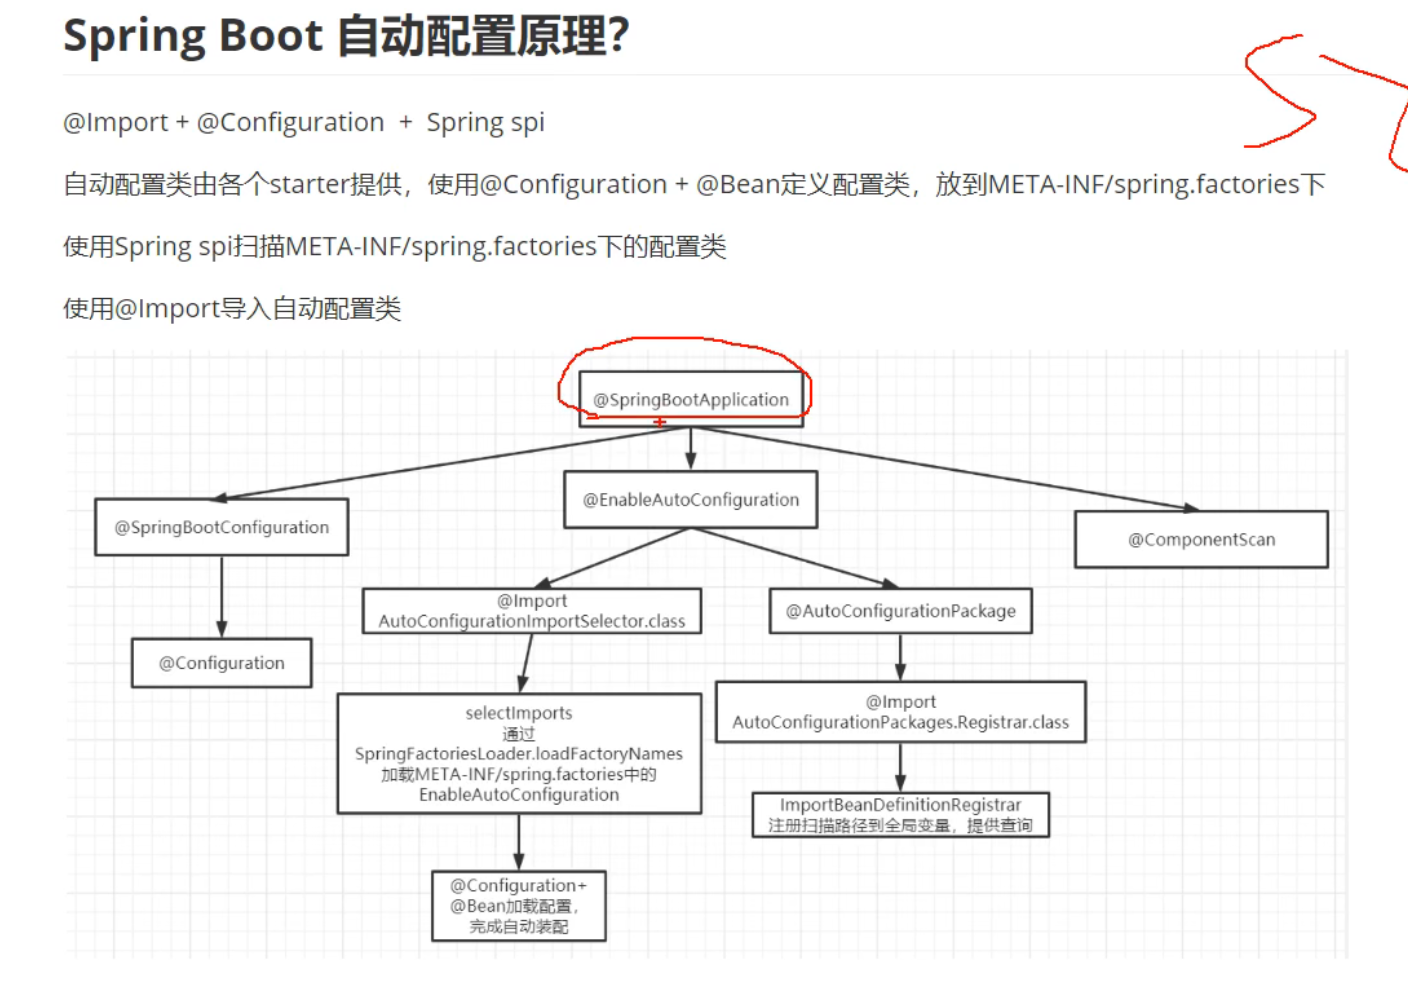 Spring Boot 自动配置原理?
@Import + @Configuration + Spring spi
自动配置类由各个starter提供，使用@Configuration + @Bean定义配置类，放到META-INF/spring.factories下
使用Spring spi扫描META-INF/spring.factories下的配置类
使用@Import导入自动配置类
@SpringBootApplication
@SpringBootConfiguration
@EnableAutoConfiguration
@ComponentScan
@Configuration
@Import
AutoConfigurationImportSelector.class
@AutoConfigurationPackage
selectImports
通过
SpringFactoriesLoader.loadFactoryNames
加载META-INF/spring.factories中的
EnableAutoConfiguration
@Import
AutoConfigurationPackages.Registrar.class
ImportBeanDefinitionRegistrar
注册扫描路径到全局变量，提供查询
@Configuration+
@Bean加载配置，
完成自动装配